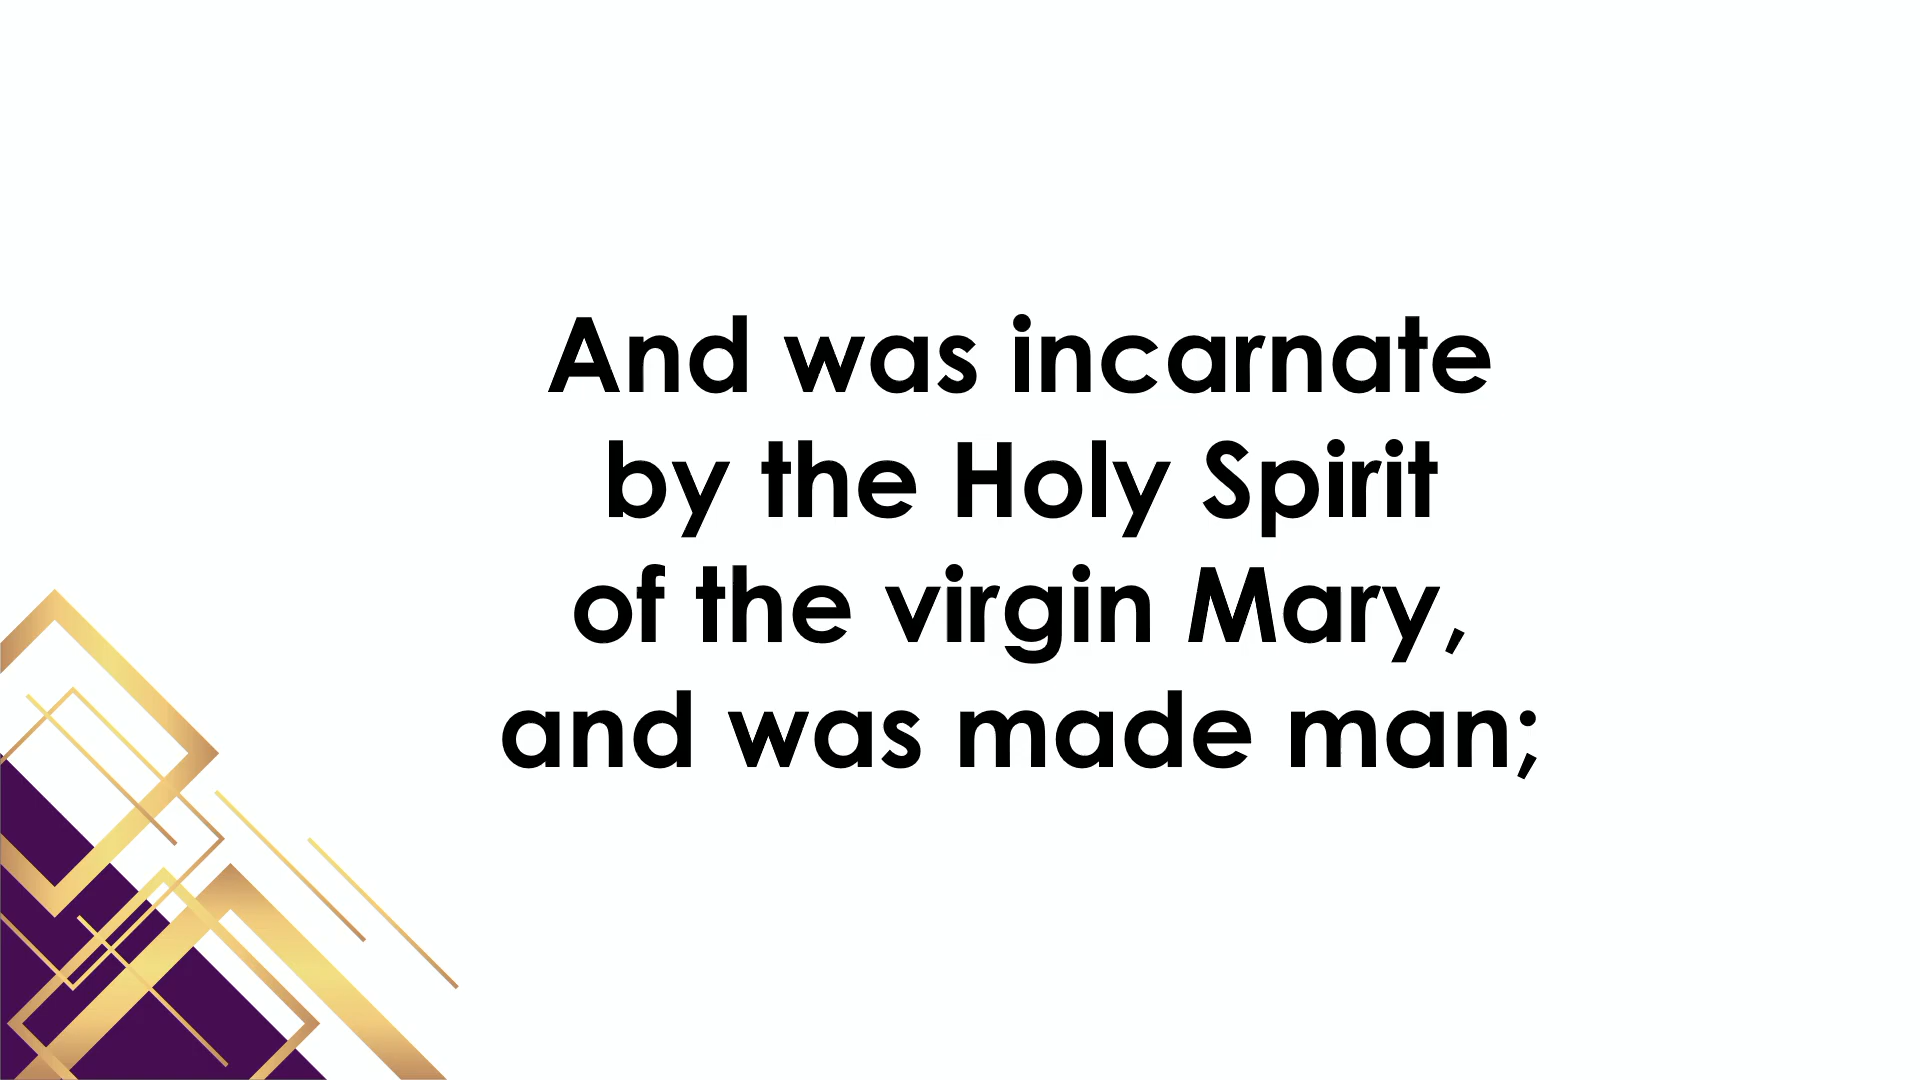 And was incarnate
by the Holy Spirit
of the virgin Mary,
and was made man;